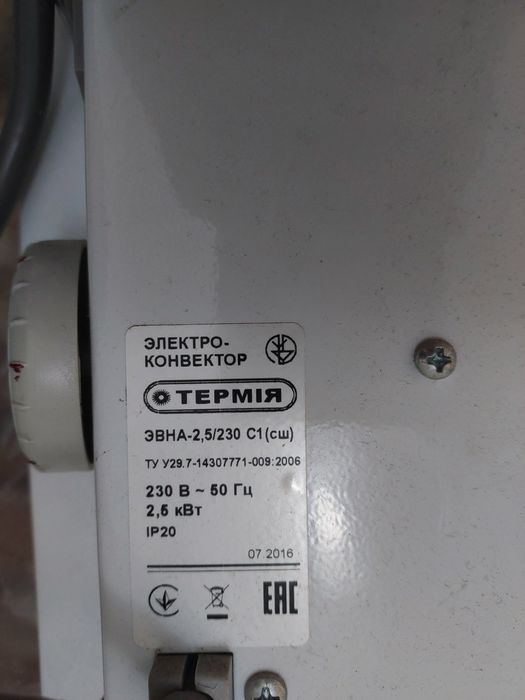 ЭЛЕКТРО-
КОНВЕКТОР
ТЕРМІЯ
ЭВНА-2,5/230 С1(сш)
ТУ У29.7-14307771-009:2006
230 В ~ 50 Гц
2,5 кВт
IP20
07.2016
ЕАС